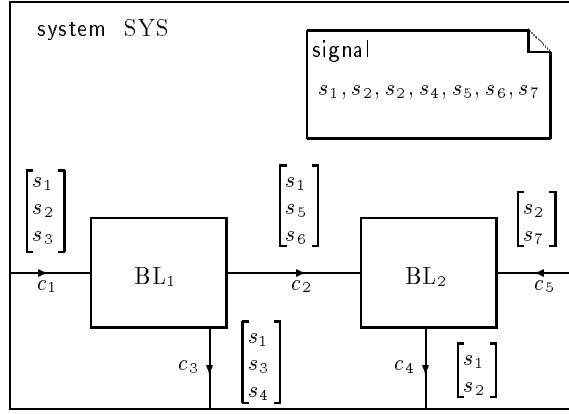 system SYS
signal
s₁, s₂, s₂, s₄, s₅, s₆, s₇
s₁
s₂
s₃
s₁
s₅
s₆
s₂
s₇
BL₁
BL₂
c₁
c₂
c₅
c₃
s₁
s₃
s₄
c₄
s₁
s₂